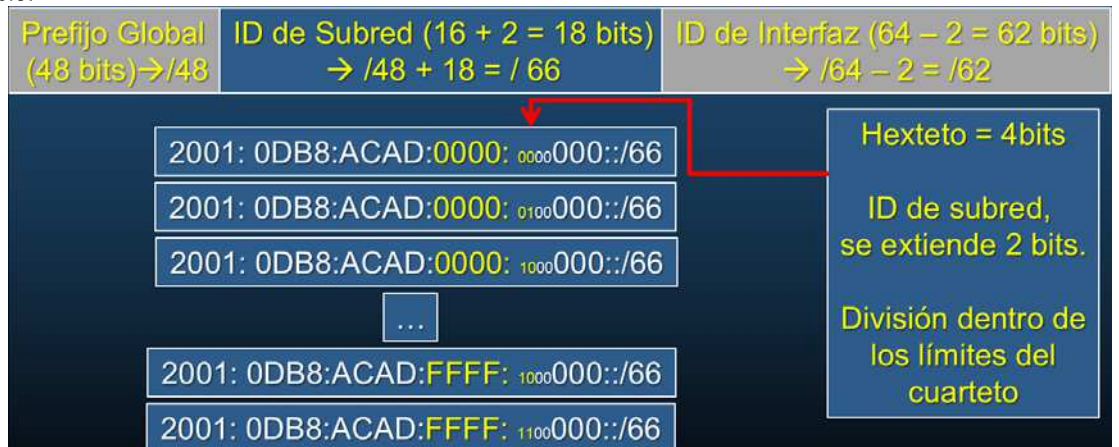 Prefijo Global
(48 bits)→/48
ID de Subred (16 + 2 = 18 bits)
→ /48 + 18 = / 66
ID de Interfaz (64 – 2 = 62 bits)
→ /64 – 2 = /62
2001: 0DB8:ACAD:0000: 0000000::/66
2001: 0DB8:ACAD:0000: 0100000::/66
2001: 0DB8:ACAD:0000: 1000000::/66
...
2001: 0DB8:ACAD:FFFF: 1000000::/66
2001: 0DB8:ACAD:FFFF: 1100000::/66
Hexteto = 4bits
ID de subred,
se extiende 2 bits.
División dentro de
los límites del
cuarteto